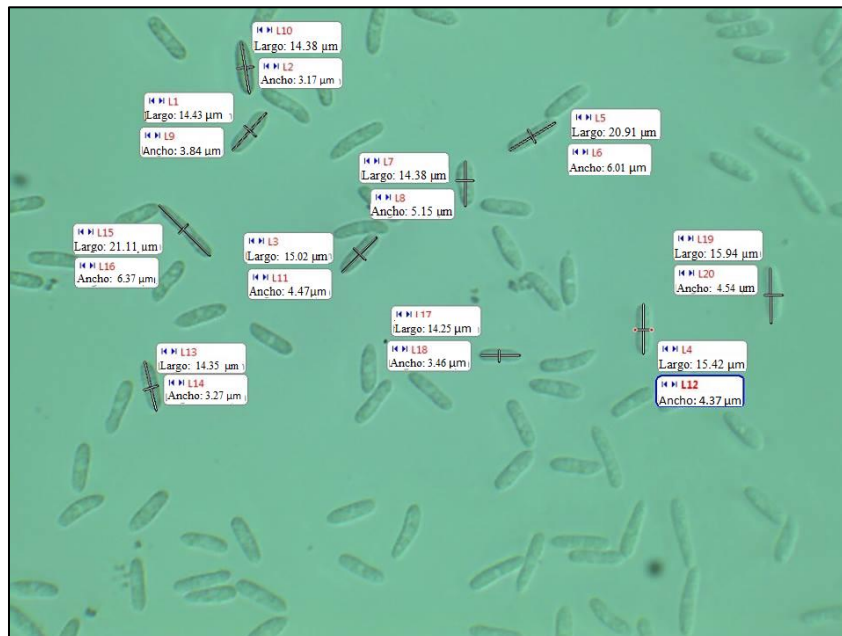 L10
Largo: 14.38 µm
L2
Ancho: 3.17 µm
L1
Largo: 14.43 µm
L9
Ancho: 3.84 µm
L5
Largo: 20.91 µm
L6
Ancho: 6.01 µm
L7
Largo: 14.38 µm
L8
Ancho: 5.15 µm
L15
Largo: 21.11 µm
L16
Ancho: 6.37 µm
L3
Largo: 15.02 µm
L11
Ancho: 4.47µm
L19
Largo: 15.94 µm
L20
Ancho: 4.54 µm
L17
Largo: 14.25 µm
L18
Ancho: 3.46 µm
L4
Largo: 15.42 µm
L12
Ancho: 4.37 µm
L13
Largo: 14.35 µm
L14
Ancho: 3.27 µm